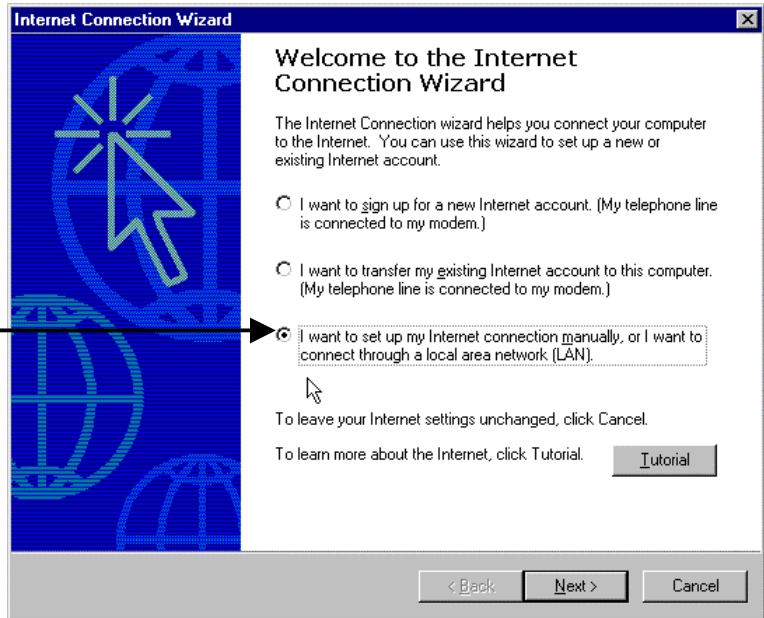 Internet Connection Wizard
Welcome to the Internet
Connection Wizard
The Internet Connection wizard helps you connect your computer
to the Internet. You can use this wizard to set up a new or
existing Internet account.
I want to sign up for a new Internet account. (My telephone line
is connected to my modem.)
I want to transfer my existing Internet account to this computer.
(My telephone line is connected to my modem.)
I want to set up my Internet connection manually, or I want to
connect through a local area network (LAN).
To leave your Internet settings unchanged, click Cancel.
To learn more about the Internet, click Tutorial.
Tutorial
< Back
Next >
Cancel